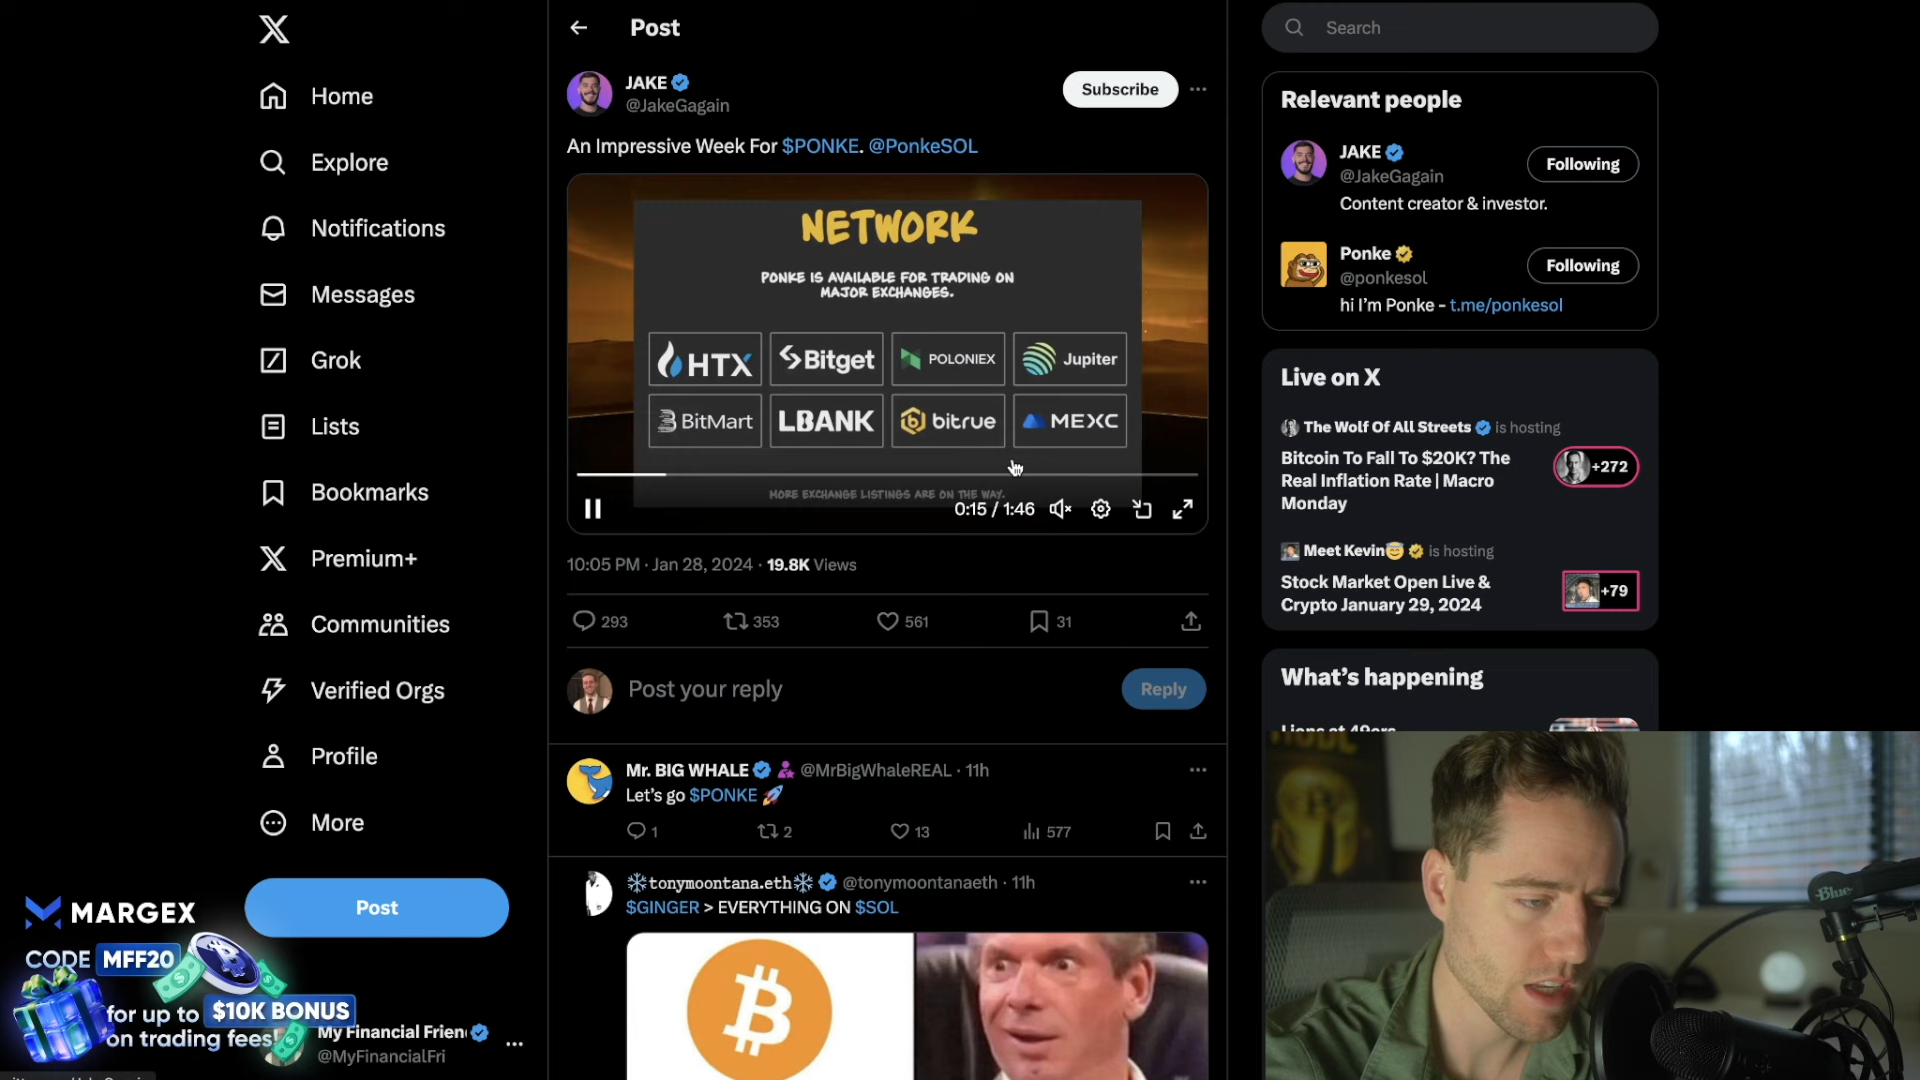 Home
Explore
Notifications
Messages
Grok
Lists
Bookmarks
Premium+
Communities
Verified Orgs
Profile
More
Post
MARGEX
CODE MFF20
for up to $10K BONUS
on trading fees!
My Financial Frien
@MyFinancialFri
Post
JAKE
@JakeGagain
Subscribe
An Impressive Week For $PONKE. @PonkeSOL
NETWORK
PONKE IS AVAILABLE FOR TRADING ON
MAJOR EXCHANGES.
HTX Bitget POLONIEX Jupiter
BitMart LBANK bitrue MEXC
MORE EXCHANGE LISTINGS ARE ON THE WAY.
0:15 / 1:46
10:05 PM · Jan 28, 2024 · 19.8K Views
293 353 561 31
Post your reply
Reply
Mr. BIG WHALE @MrBigWhaleREAL · 11h
Let's go $PONKE 🚀
1 2 13 577
❄tonymoontana.eth❄ @tonymoontanaeth · 11h
$GINGER > EVERYTHING ON $SOL
Search
Relevant people
JAKE
@JakeGagain
Following
Content creator & investor.
Ponke
@ponkesol
Following
hi I'm Ponke - t.me/ponkesol
Live on X
The Wolf Of All Streets is hosting
Bitcoin To Fall To $20K? The
Real Inflation Rate | Macro
Monday
+272
Meet Kevin😇 is hosting
Stock Market Open Live &
Crypto January 29, 2024
+79
What's happening
Lions at 49ers
Blue